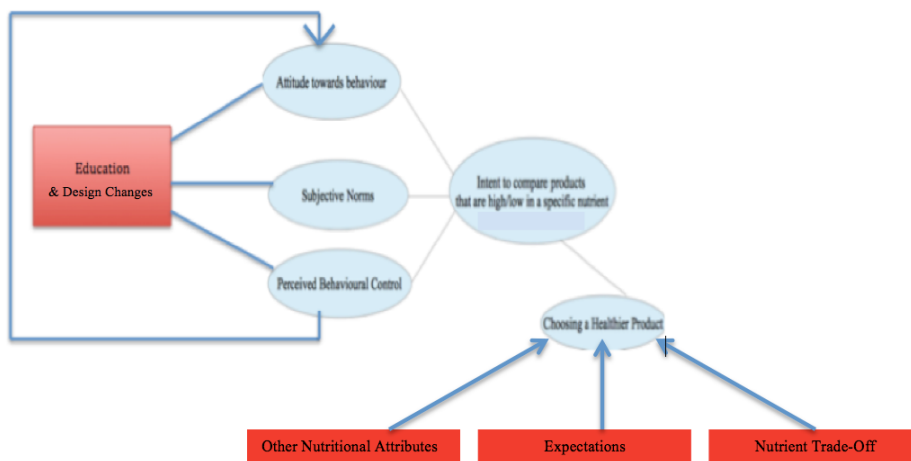 Attitude towards behaviour
Education
& Design Changes
Subjective Norms
Intent to compare products
that are high/low in a specific nutrient
Perceived Behavioural Control
Choosing a Healthier Product
Other Nutritional Attributes
Expectations
Nutrient Trade-Off